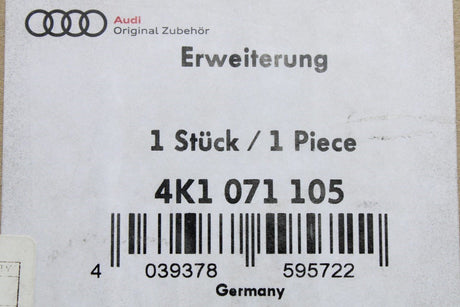 Audi
Original Zubehör
Erweiterung
1 Stück / 1 Piece
4K1 071 105
4 039378 595722
Germany